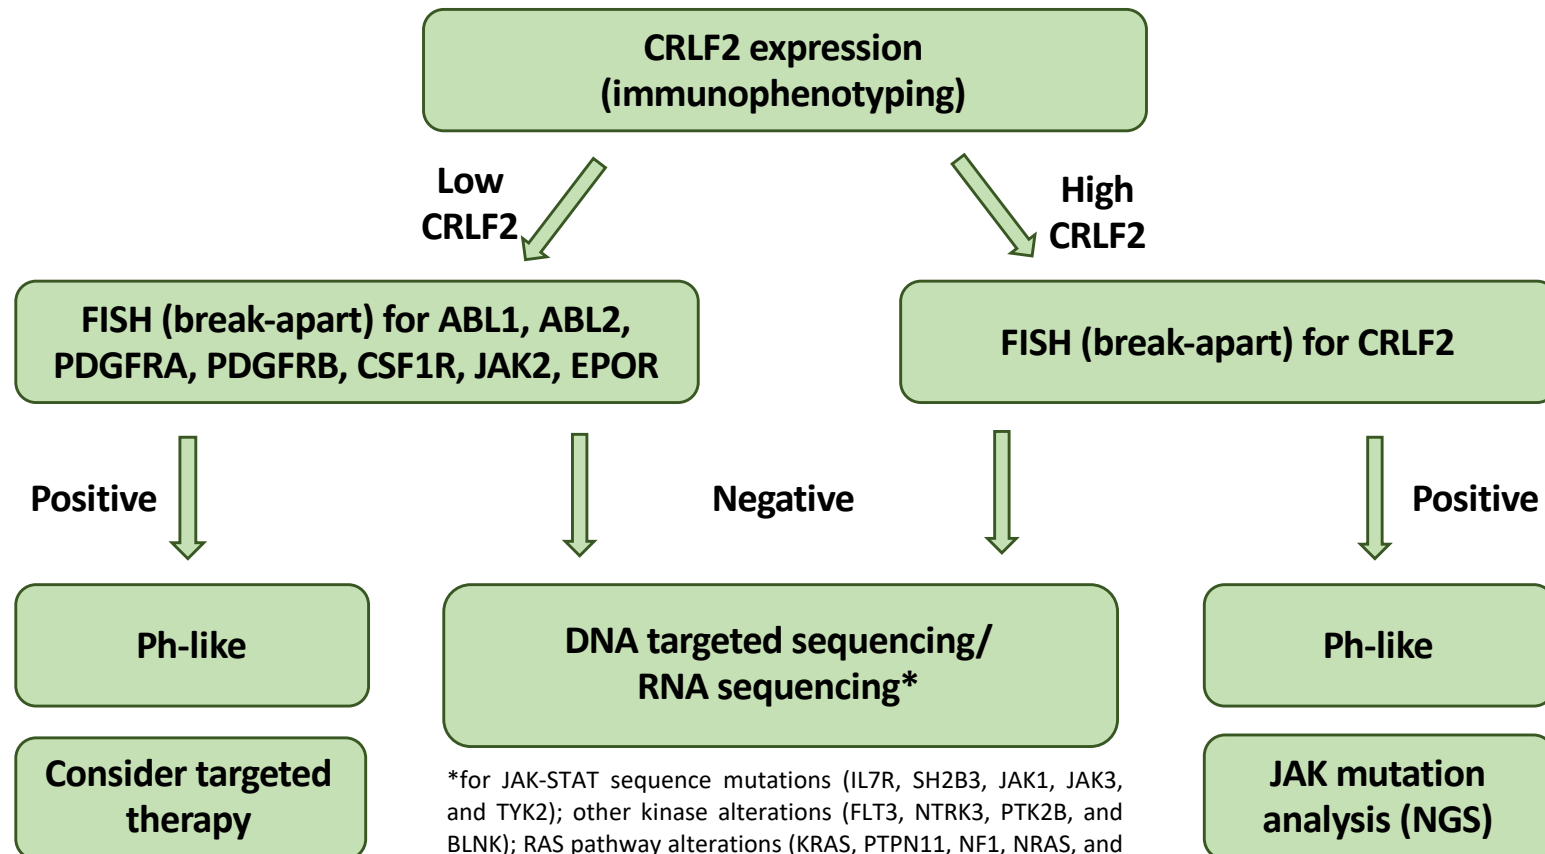 CRLF2 expression
(immunophenotyping)
Low
CRLF2
High
CRLF2
FISH (break-apart) for ABL1, ABL2,
PDGFRA, PDGFRB, CSF1R, JAK2, EPOR
FISH (break-apart) for CRLF2
Positive
Negative
Positive
Ph-like
DNA targeted sequencing/
RNA sequencing*
Ph-like
Consider targeted
therapy
*for JAK-STAT sequence mutations (IL7R, SH2B3, JAK1, JAK3,
and TYK2); other kinase alterations (FLT3, NTRK3, PTK2B, and
BLNK); RAS pathway alterations (KRAS, PTPN11, NF1, NRAS, and
JAK mutation
analysis (NGS)